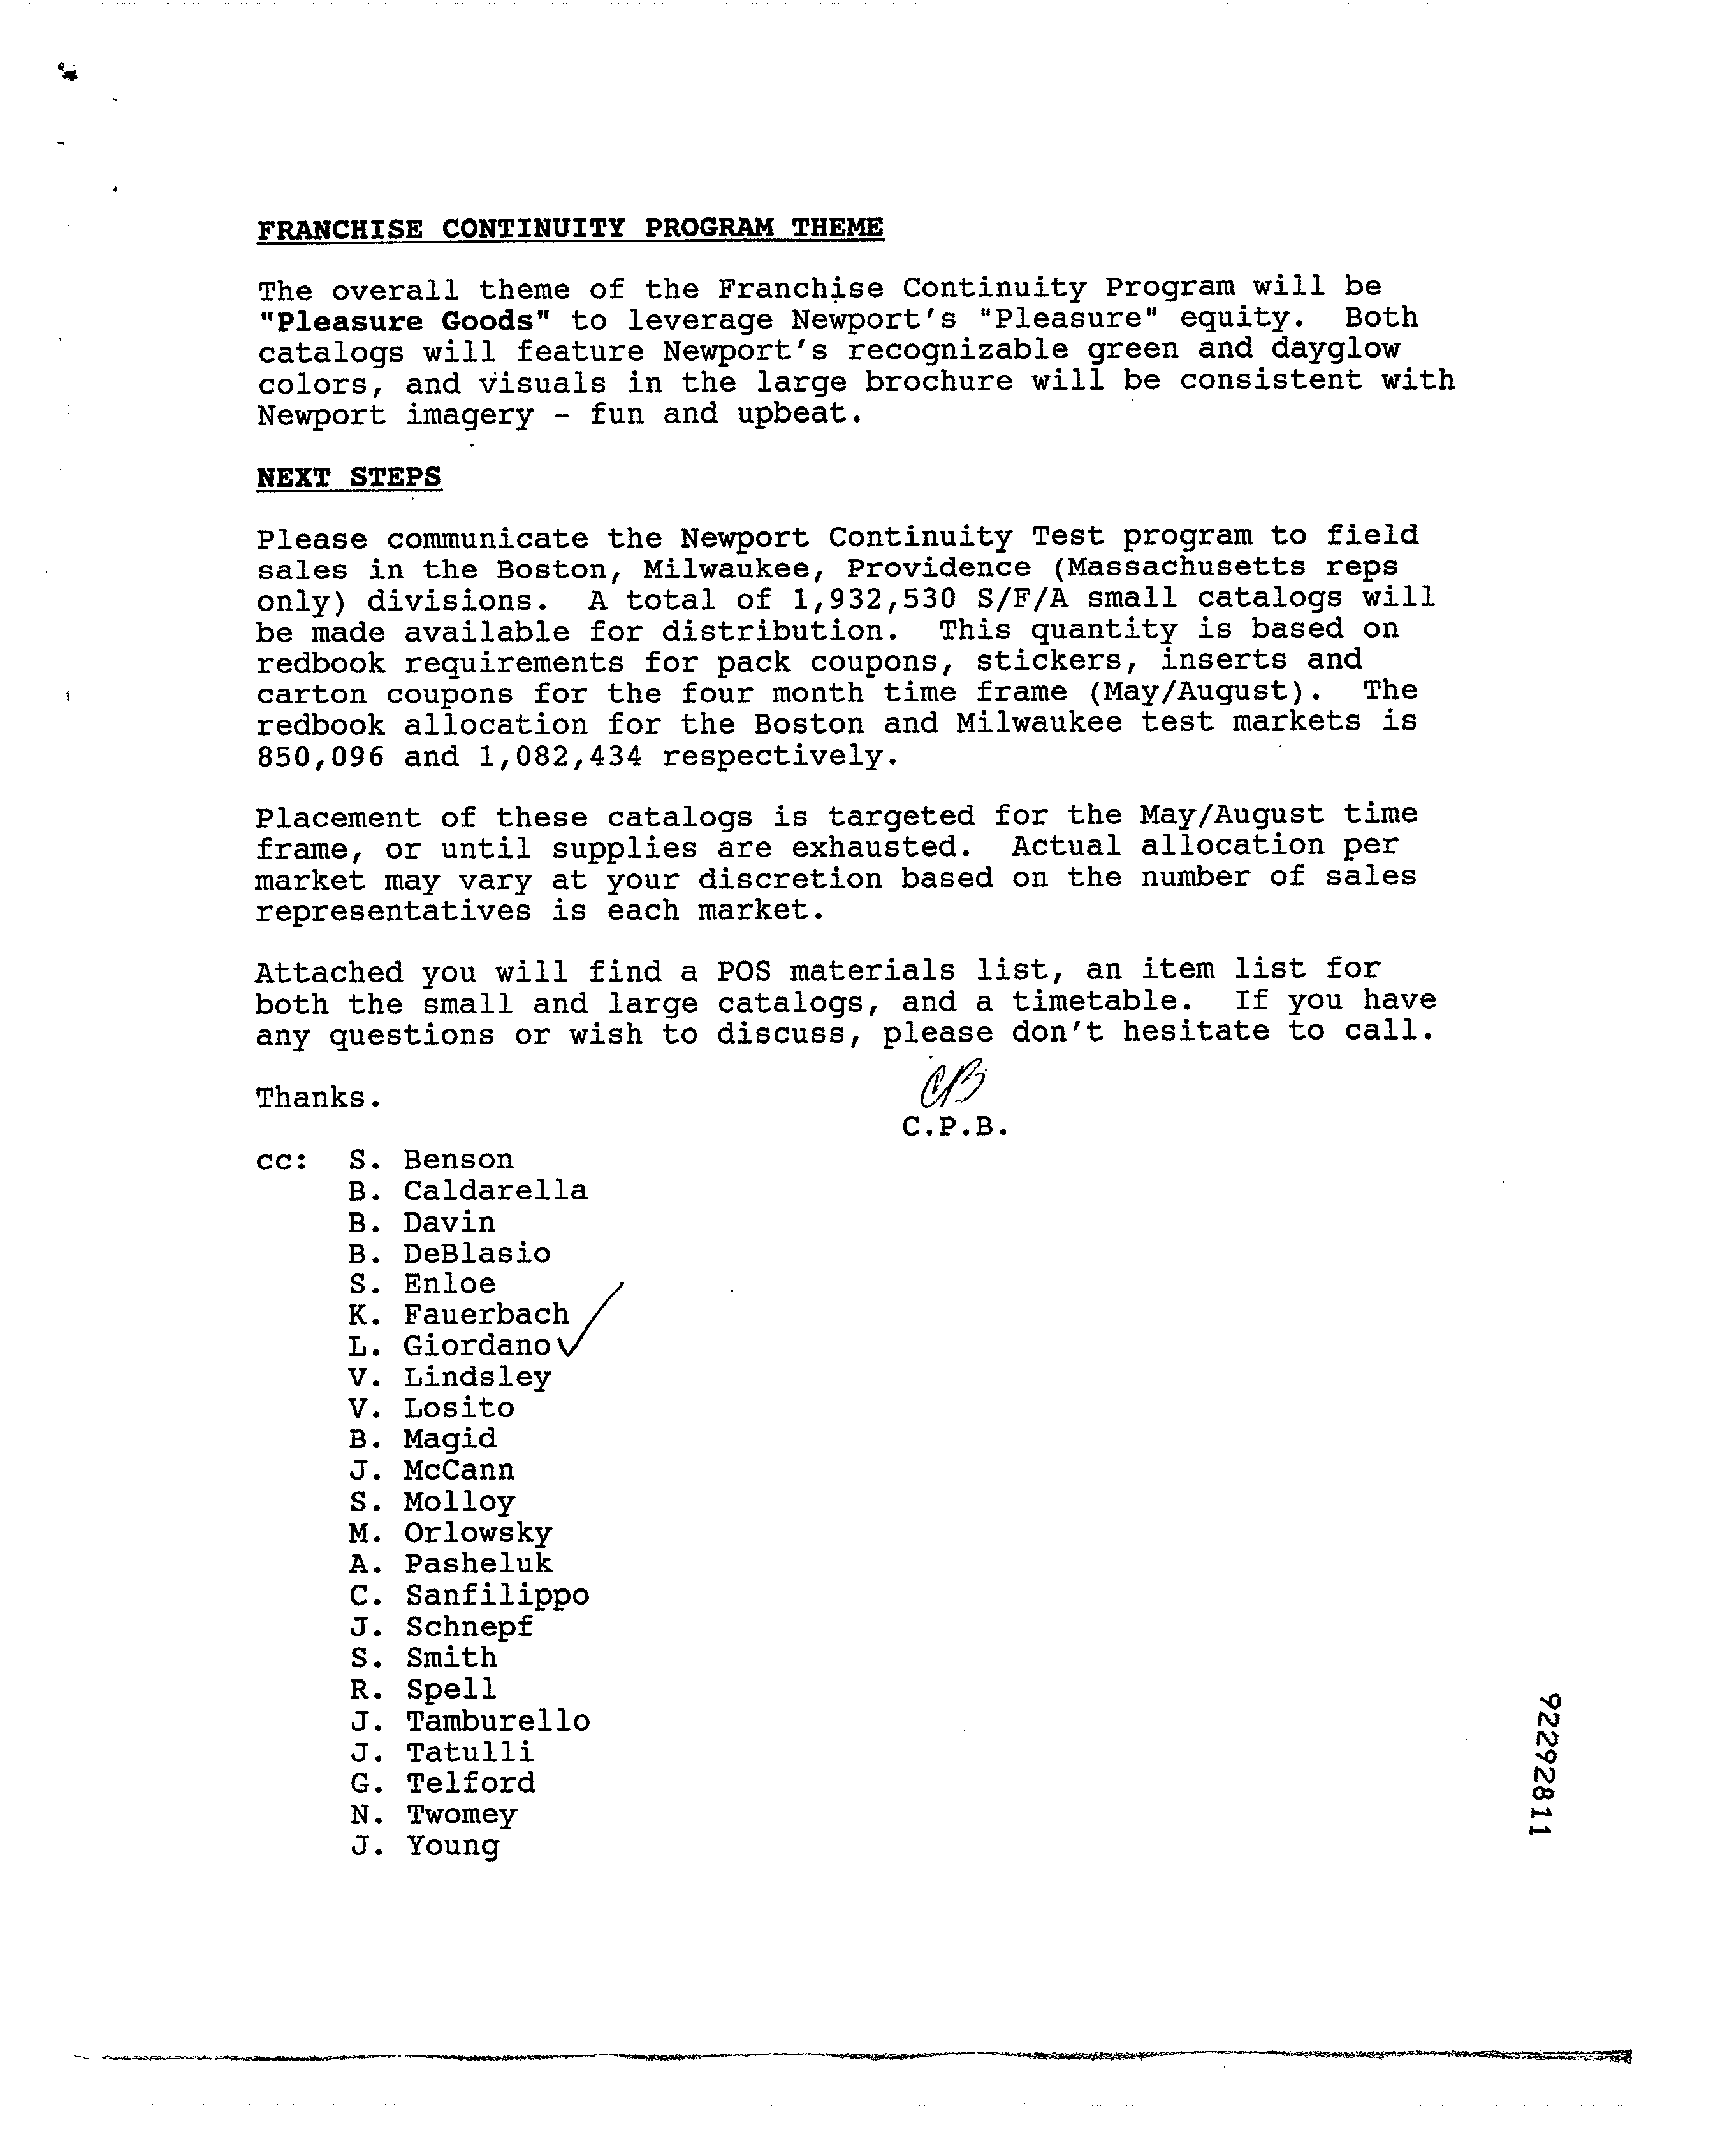 FRANCHISE CONTINUITY PROGRAM THEME
The overall theme of the Franchise Continuity Program will be
"Pleasure Goods" to leverage Newport's "Pleasure" equity. Both
catalogs will feature Newport's recognizable green and dayglow
colors, and visuals in the large brochure will be consistent with
Newport imagery - fun and upbeat.
NEXT STEPS
Please communicate the Newport Continuity Test program to field
sales in the Boston, Milwaukee, Providence (Massachusetts reps
only) divisions. A total of 1,932,530 S/F/A small catalogs will
be made available for distribution. This quantity is based on
redbook requirements for pack coupons, stickers, inserts and
carton coupons for the four month time frame (May/August). The
redbook allocation for the Boston and Milwaukee test markets is
850,096 and 1,082,434 respectively.
Placement of these catalogs is targeted for the May/August time
frame, or until supplies are exhausted. Actual allocation per
market may vary at your discretion based on the number of sales
representatives is each market.
Attached you will find a POS materials list, an item list for
both the small and large catalogs, and a timetable. If you have
any questions or wish to discuss, please don't hesitate to call.
Thanks.
CB
C.P.B.
cc: S. Benson
B. Caldarella
B. Davin
B. DeBlasio
S. Enloe
K. Fauerbach
L. Giordano
V. Lindsley
V. Losito
B. Magid
J. McCann
S. Molloy
M. Orlowsky
A. Pasheluk
C. Sanfilippo
J. Schnepf
S. Smith
R. Spell
J. Tamburello
J. Tatulli
G. Telford
N. Twomey
J. Young
92292811